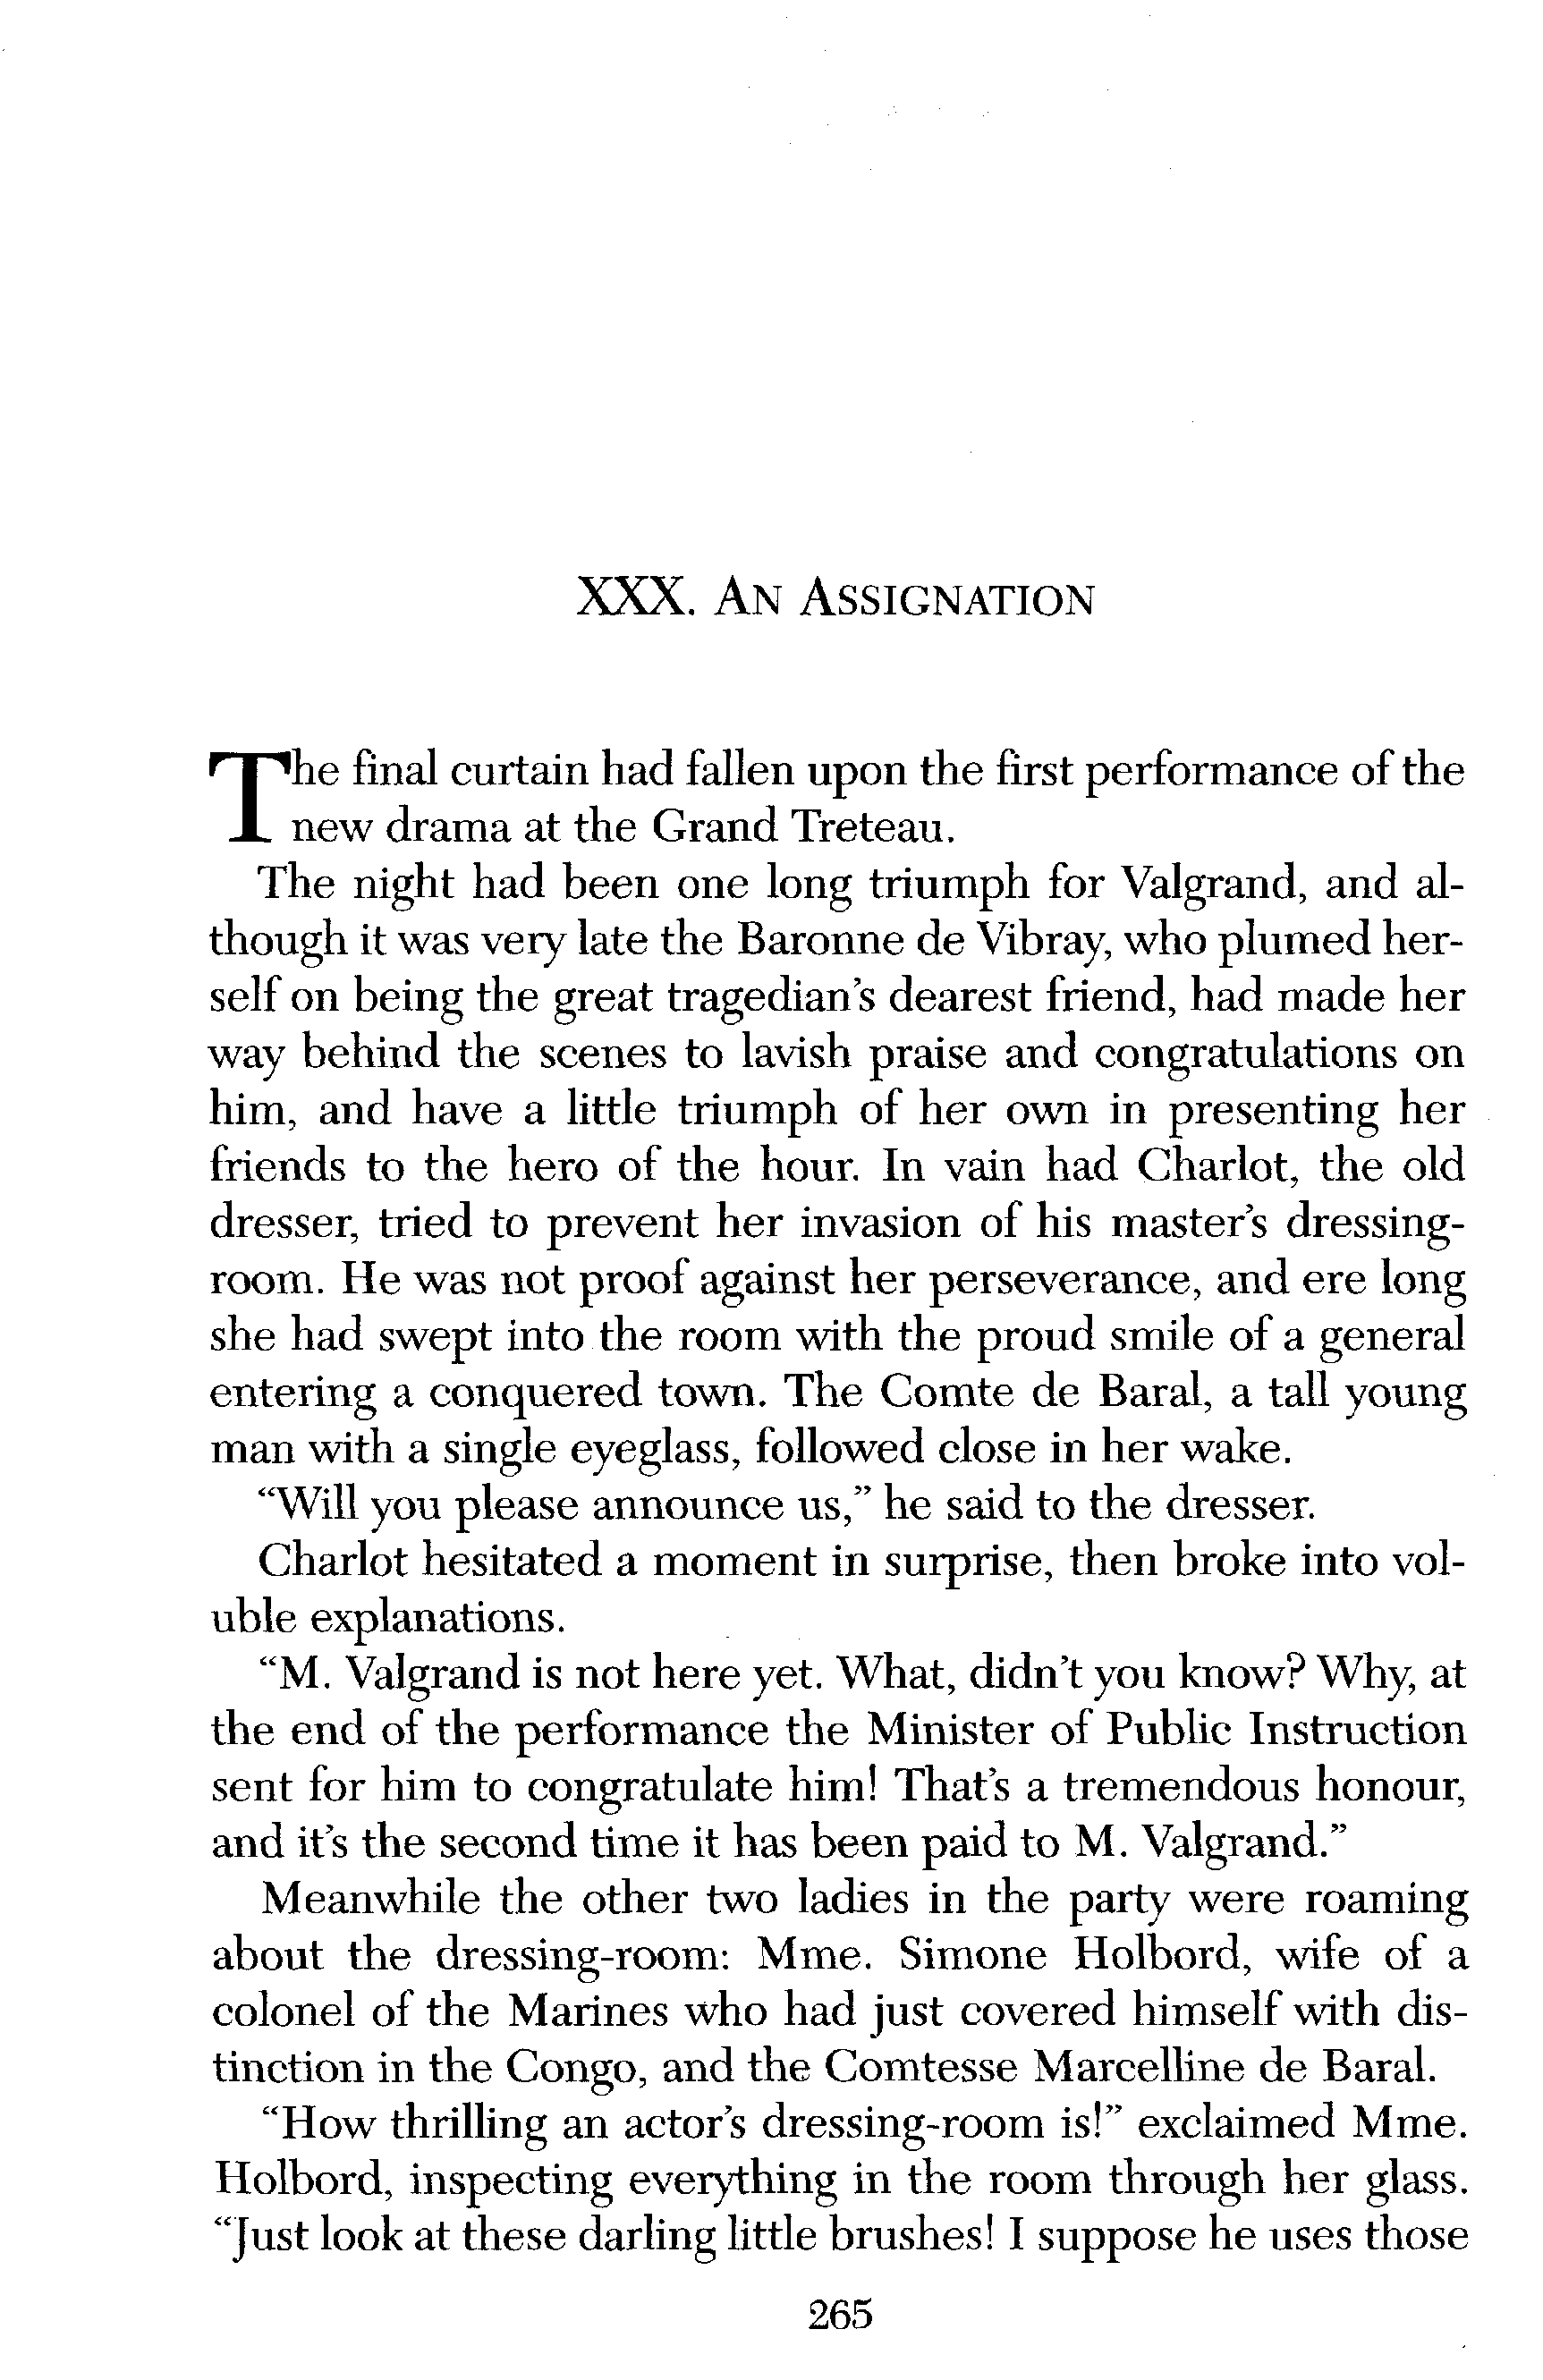 XXX. An Assignation
The final curtain had fallen upon the first performance of the
new drama at the Grand Treteau.
The night had been one long triumph for Valgrand, and al-
though it was very late the Baronne de Vibray, who plumed her-
self on being the great tragedian's dearest friend, had made her
way behind the scenes to lavish praise and congratulations on
him, and have a little triumph of her own in presenting her
friends to the hero of the hour. In vain had Charlot, the old
dresser, tried to prevent her invasion of his master's dressing-
room. He was not proof against her perseverance, and ere long
she had swept into the room with the proud smile of a general
entering a conquered town. The Comte de Baral, a tall young
man with a single eyeglass, followed close in her wake.
“Will you please announce us,” he said to the dresser.
Charlot hesitated a moment in surprise, then broke into vol-
uble explanations.
“M. Valgrand is not here yet. What, didn't you know? Why, at
the end of the performance the Minister of Public Instruction
sent for him to congratulate him! That's a tremendous honour,
and it's the second time it has been paid to M. Valgrand.”
Meanwhile the other two ladies in the party were roaming
about the dressing-room: Mme. Simone Holbord, wife of a
colonel of the Marines who had just covered himself with dis-
tinction in the Congo, and the Comtesse Marcelline de Baral.
“How thrilling an actor's dressing-room is!” exclaimed Mme.
Holbord, inspecting everything in the room through her glass.
“Just look at these darling little brushes! I suppose he uses those
265